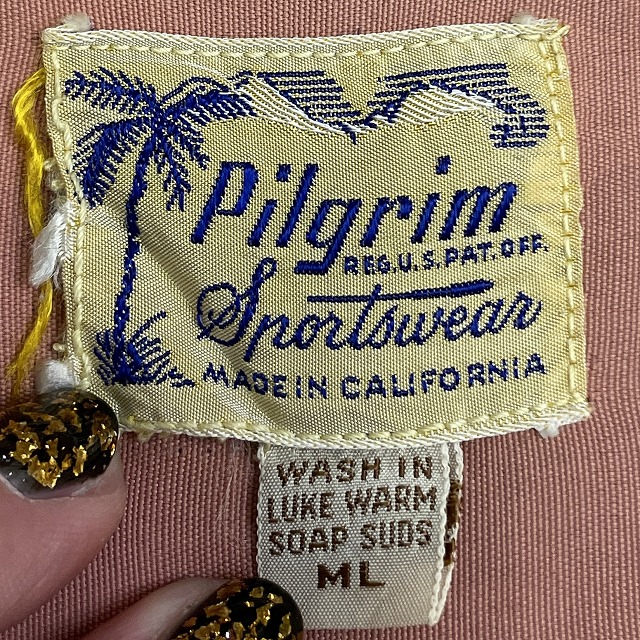 Pilgrim
REG.U.S.PAT.OFF.
Sportswear
MADE IN CALIFORNIA
WASH IN
LUKE WARM
SOAP SUDS
ML